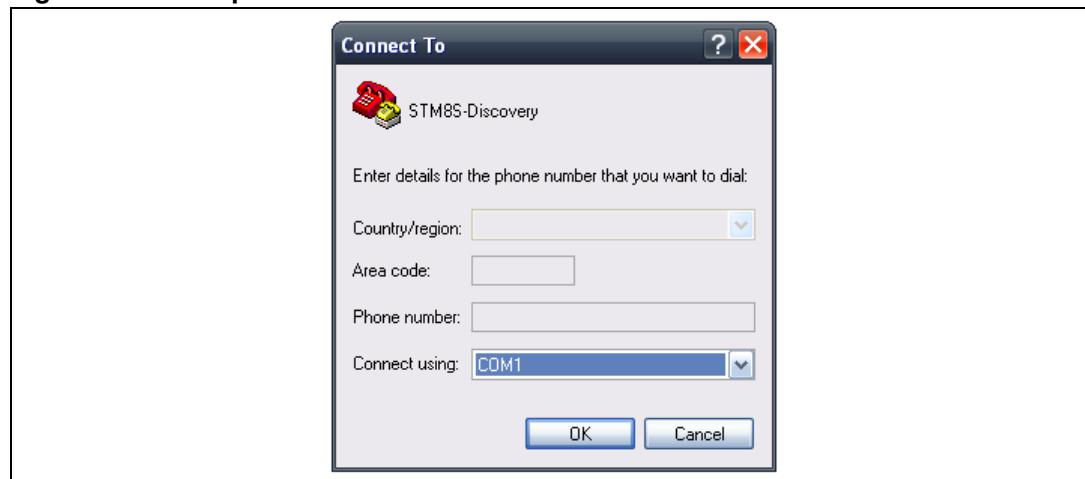 Connect To
?
STM8S-Discovery
Enter details for the phone number that you want to dial:
Country/region:
Area code:
Phone number:
Connect using: COM1
OK Cancel